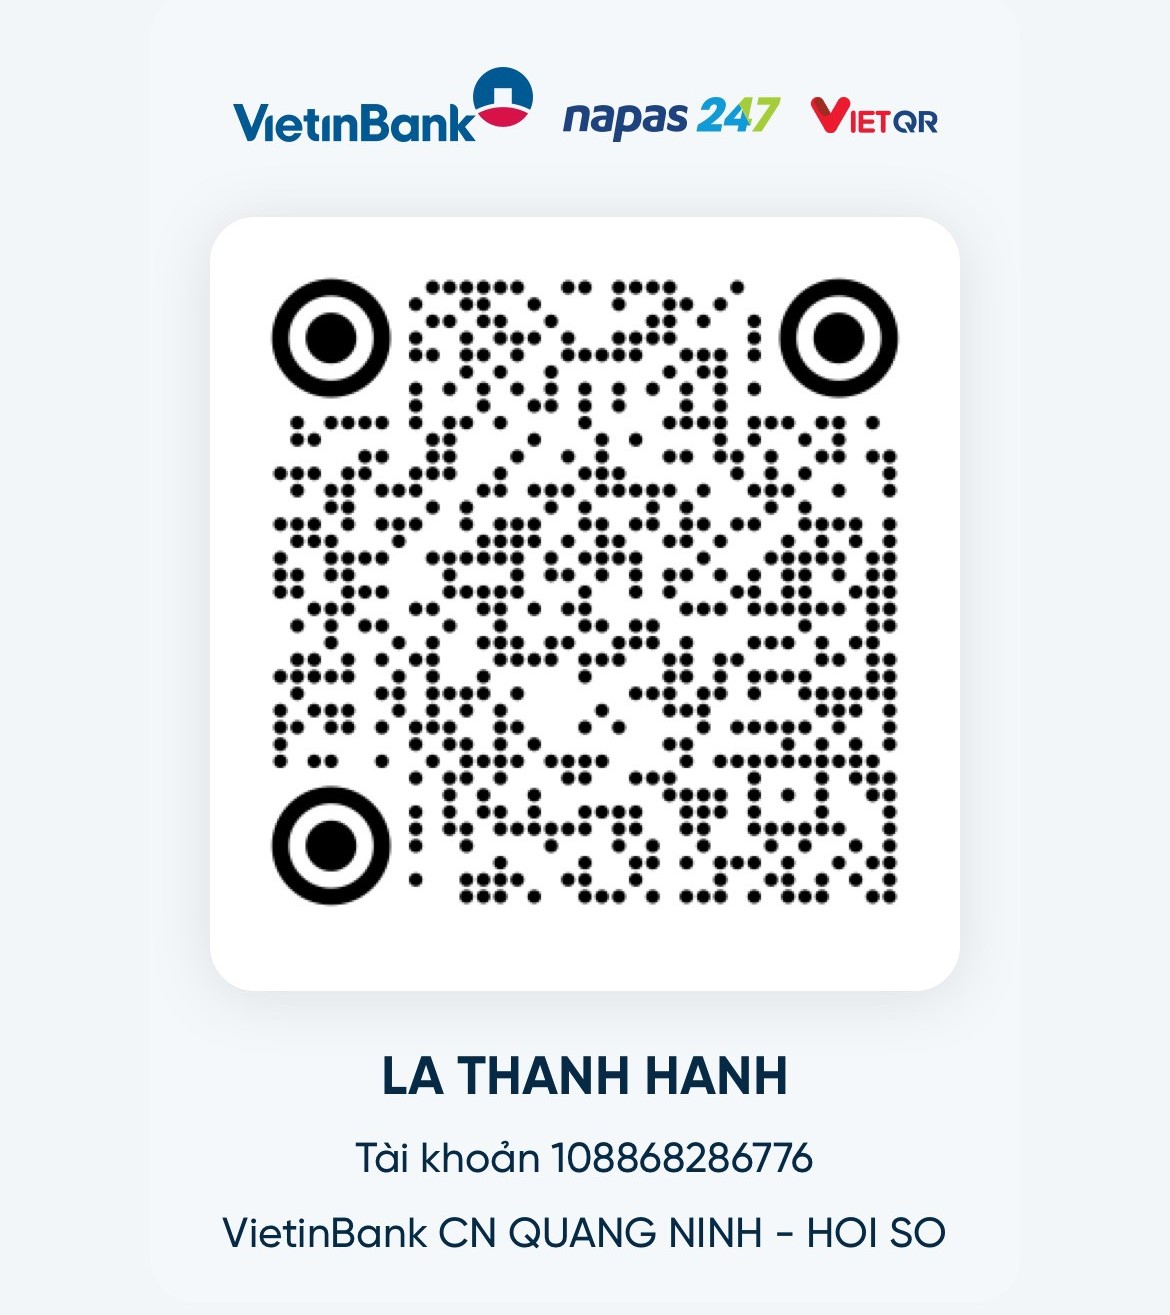 VietinBank napas 247 VIETQR
LA THANH HANH
Tài khoản 108868286776
VietinBank CN QUANG NINH - HOI SO